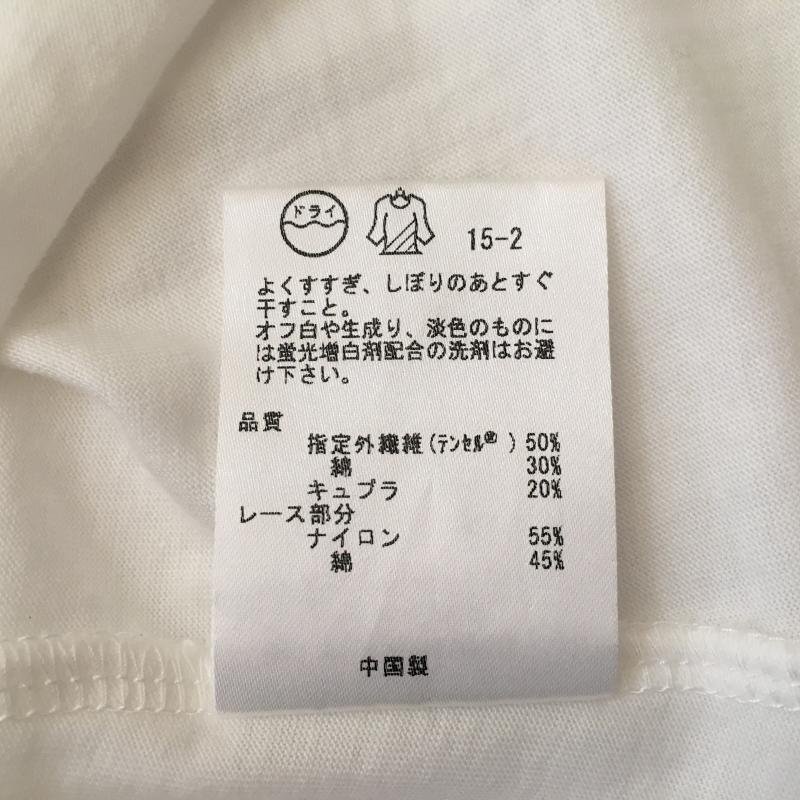 ドライ
15-2
よくすすぎ、しぼりのあとすぐ
干すこと。
オフ白や生成り、淡色のものに
は蛍光増白剤配合の洗剤はお避
け下さい。
品質
指定外繊維(テンセル®) 50%
綿 30%
キュプラ 20%
レース部分
ナイロン 55%
綿 45%
中国製